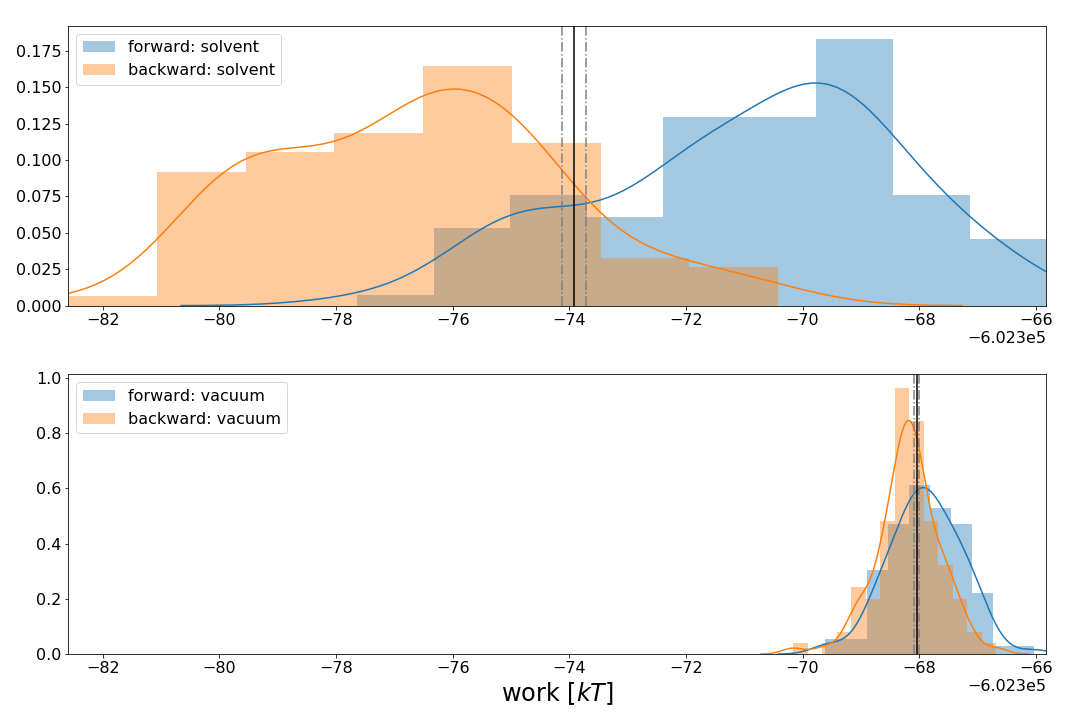 0.175
0.150
0.125
0.100
0.075
0.050
0.025
0.000
forward: solvent
backward: solvent
−82 −80 −78 −76 −74 −72 −70 −68 −66
−6.023e5
1.0
0.8
0.6
0.4
0.2
0.0
forward: vacuum
backward: vacuum
−82 −80 −78 −76 −74 −72 −70 −68 −66
−6.023e5
work [kT]